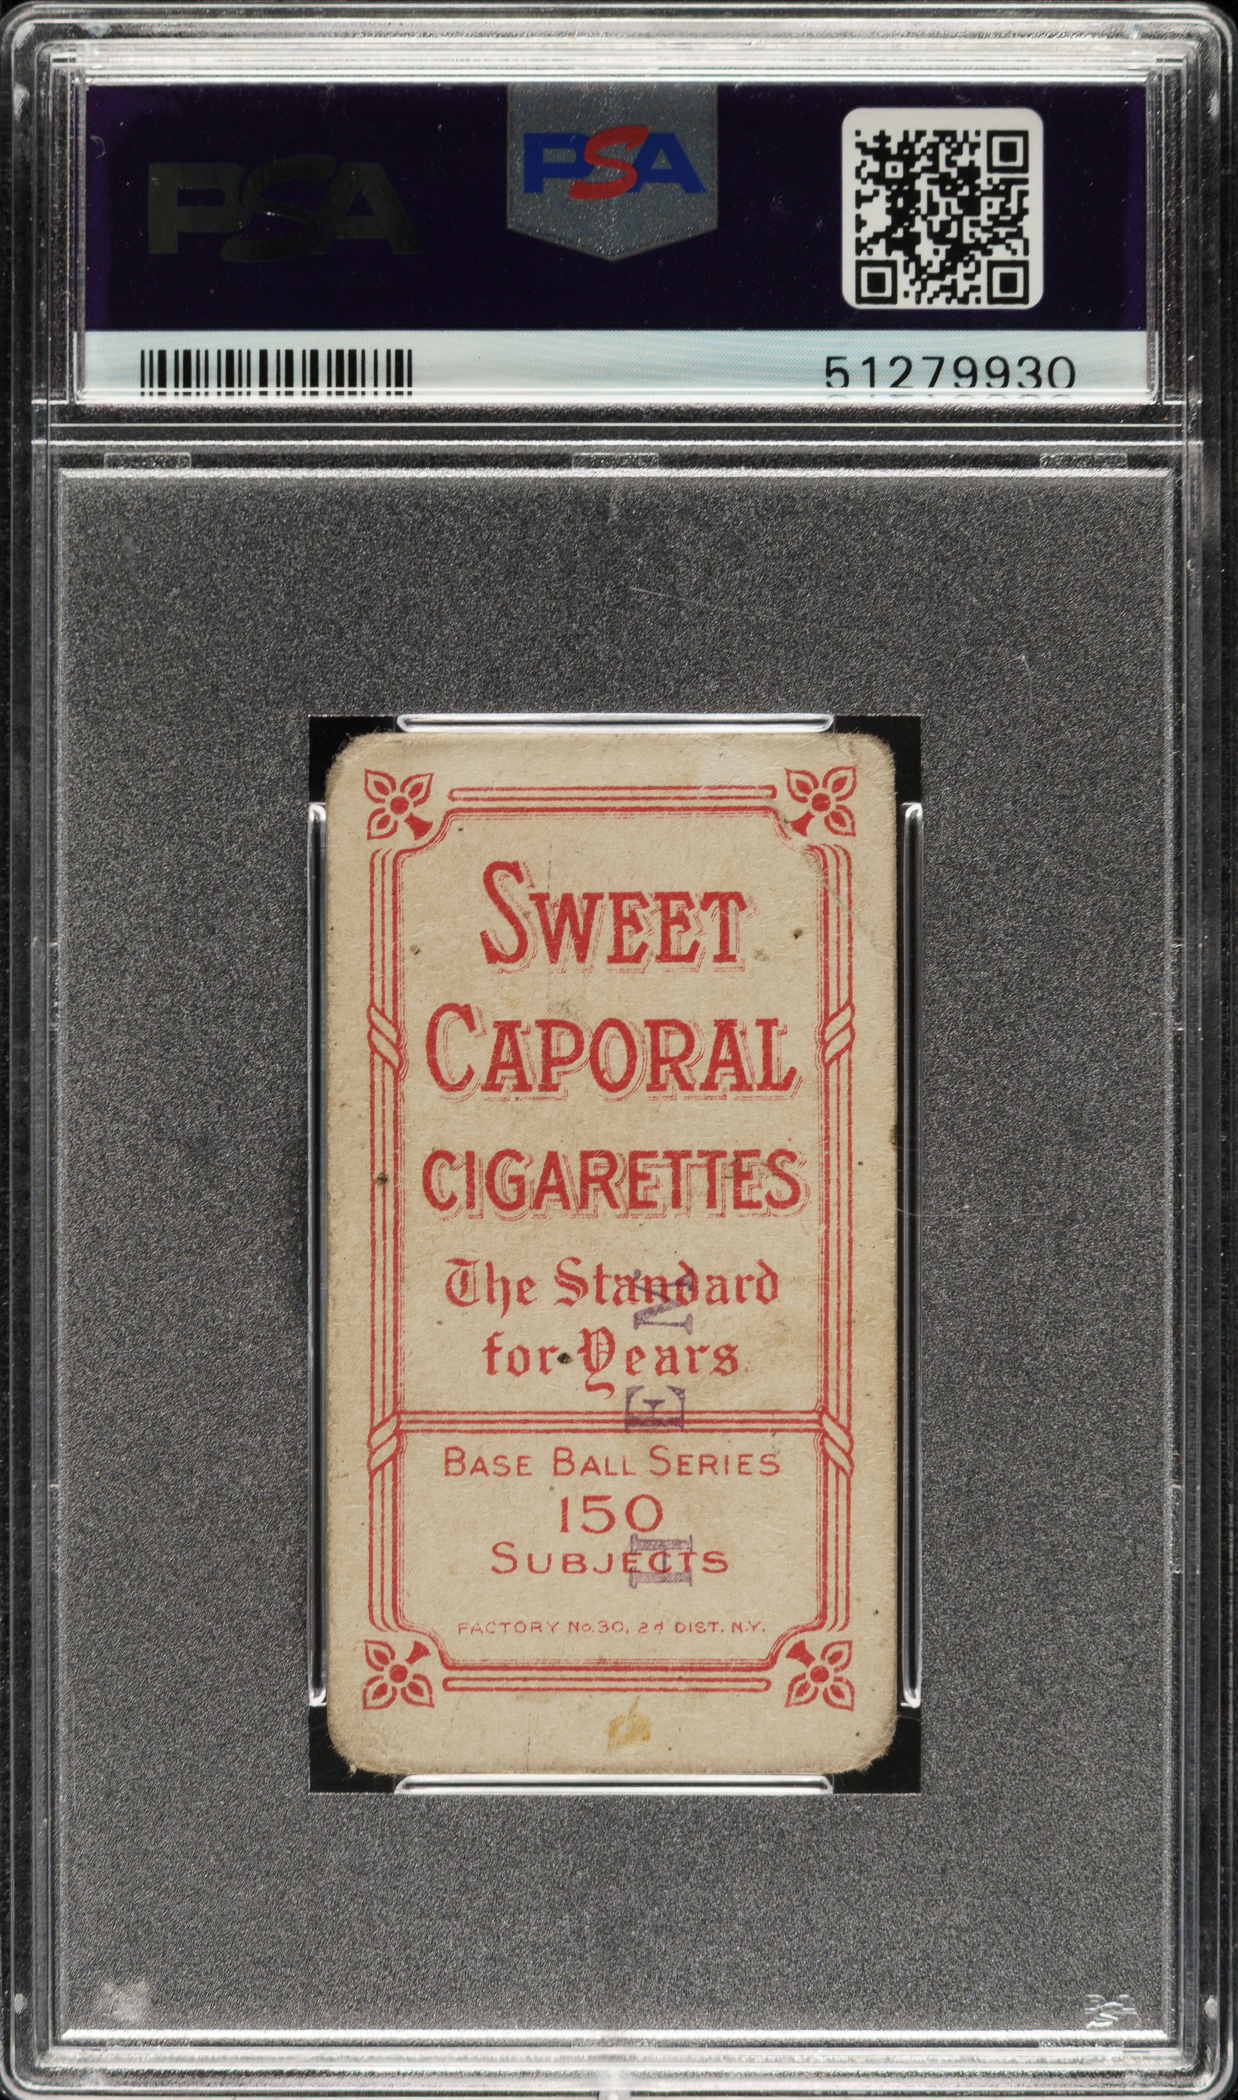 PSA
PSA
51279930
SWEET
CAPORAL
CIGARETTES
The Standard
for Years
BASE BALL SERIES
150
SUBJECTS
FACTORY No. 30, 2d DIST. N.Y.